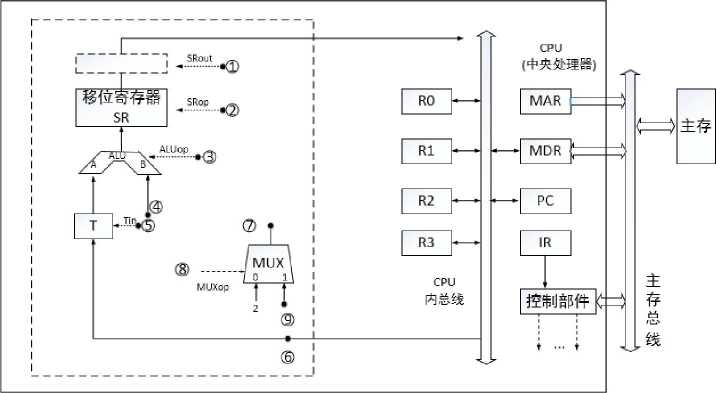 SRout ①
CPU
(中央处理器)
移位寄存器
SR
SRop ②
R0
MAR
主存
ALU
A
B
ALUop ③
R1
MDR
④
T
Tin ⑤
R2
PC
⑦
R3
IR
MUX
0 1
⑧
MUXop
2
⑨
CPU
内总线
控制部件
主存总线
⑥
...